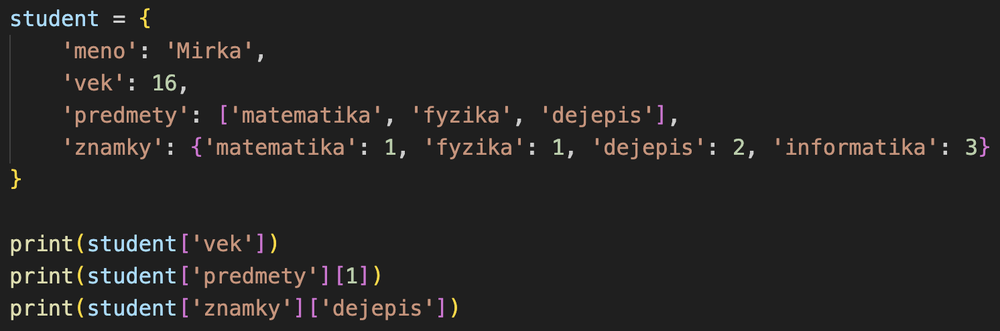 student = {
    'meno': 'Mirka',
    'vek': 16,
    'predmety': ['matematika', 'fyzika', 'dejepis'],
    'znamky': {'matematika': 1, 'fyzika': 1, 'dejepis': 2, 'informatika': 3}
}

print(student['vek'])
print(student['predmety'][1])
print(student['znamky']['dejepis'])